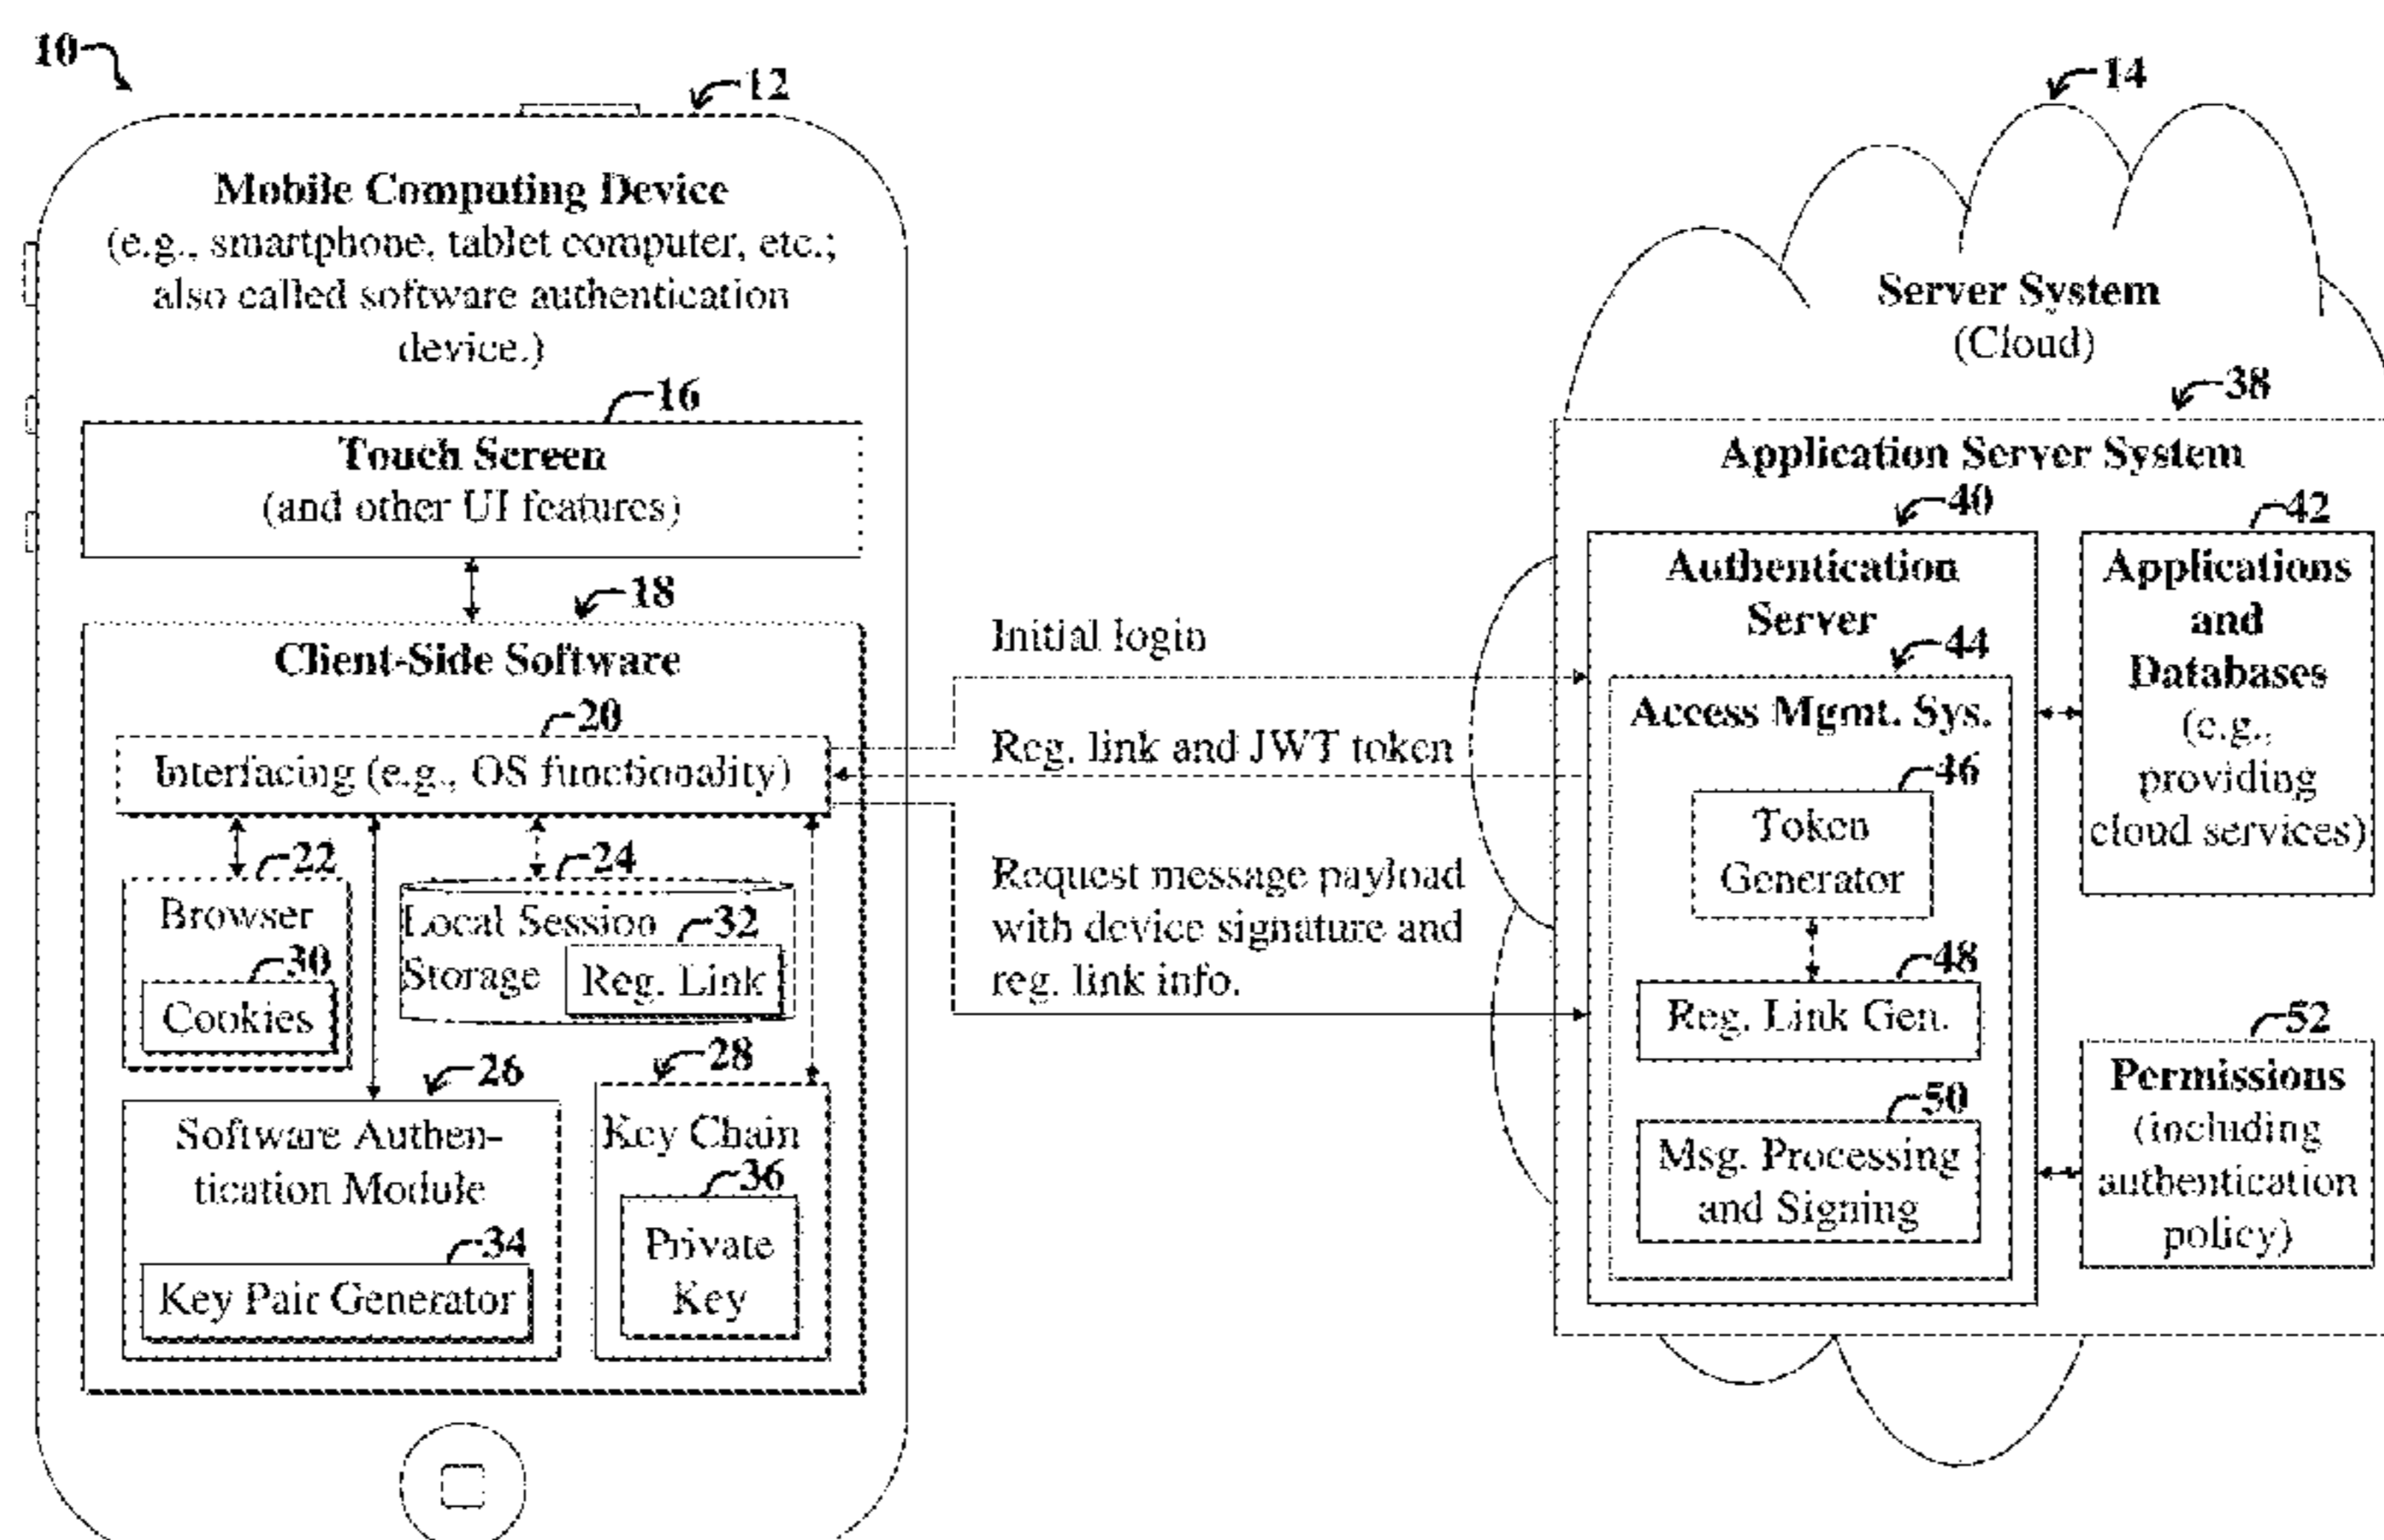 10
12
Mobile Computing Device
(e.g., smartphone, tablet computer, etc.;
also called software authentication
device.)
16
Touch Screen
(and other UI features)
18
Client-Side Software
20
Interfacing (e.g., OS functionality)
22
Browser
30
Cookies
24
Local Session
Storage
32
Reg. Link
26
Software Authen-
tication Module
34
Key Pair Generator
28
Key Chain
36
Private
Key
Initial login
Reg. link and JWT token
Request message payload
with device signature and
reg. link info.
14
Server System
(Cloud)
38
Application Server System
40
Authentication
Server
44
Access Mgmt. Sys.
46
Token
Generator
48
Reg. Link Gen.
50
Msg. Processing
and Signing
42
Applications
and
Databases
(e.g.,
providing
cloud services)
52
Permissions
(including
authentication
policy)